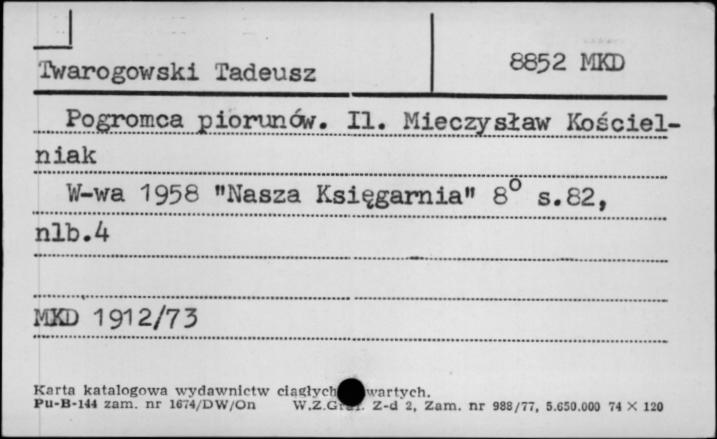 Twarogowski Tadeusz
8852 MKD
Pogromca piorunów. Il. Mieczysław Kościel-
niak
W-wa 1958 "Nasza Księgarnia" 8° s.82,
nlb.4
MKD 1912/73
Karta katalogowa wydawnictw ciągłych wartych.
Pu-B-144 zam. nr 1674/DW/On W.Z.Graf. Z-d 2, Zam. nr 988/77, 5.650.000 74 × 120